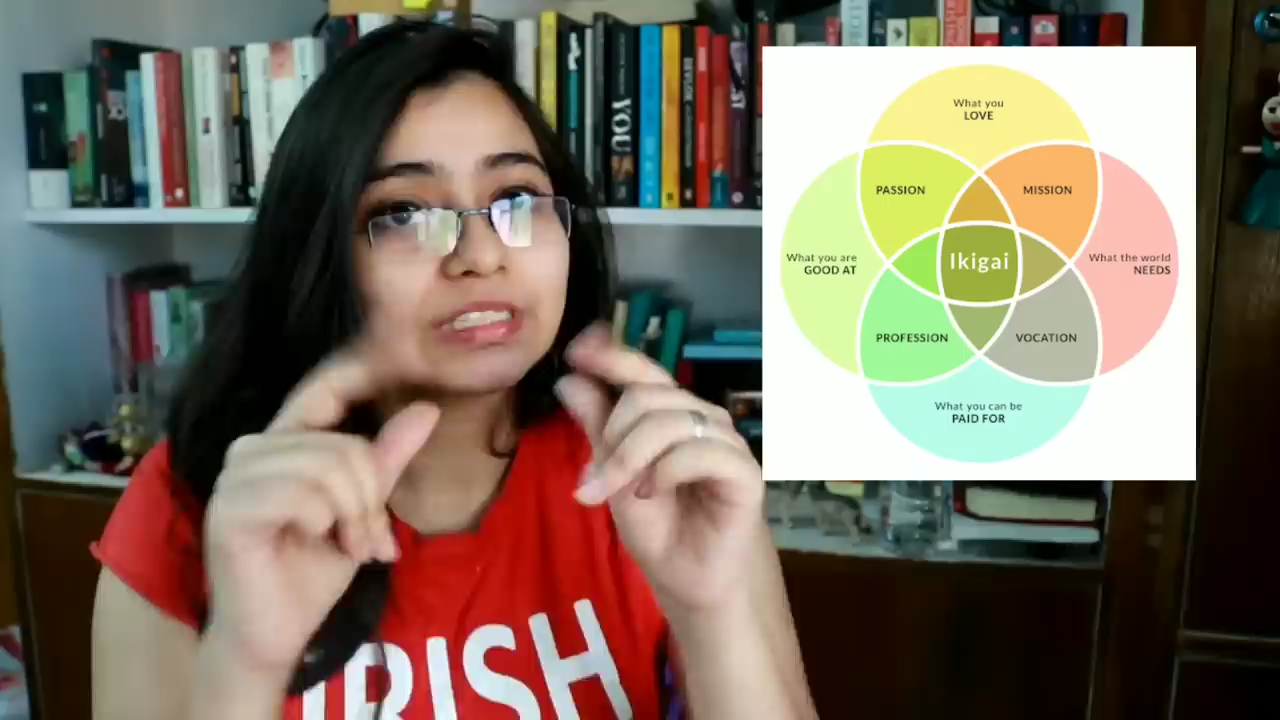 YOU
What you
LOVE
PASSION
MISSION
What you are
GOOD AT
Ikigai
What the world
NEEDS
PROFESSION
VOCATION
What you can be
PAID FOR
IRISH